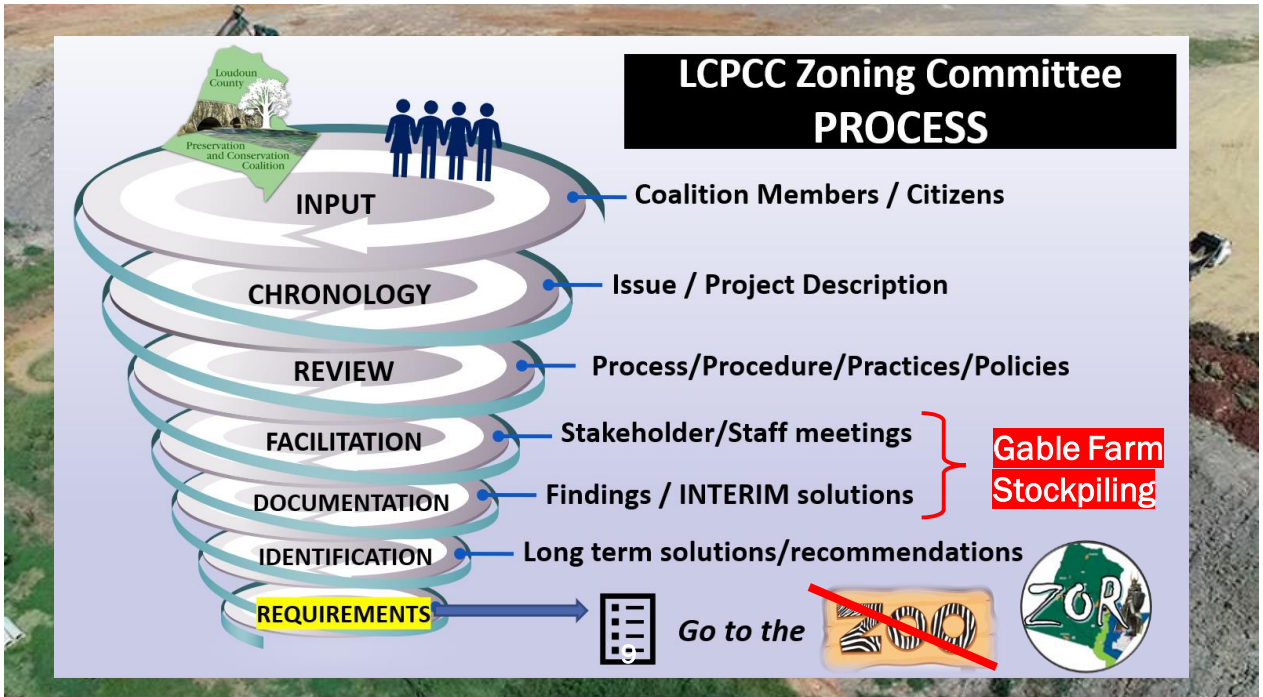 LCPCC Zoning Committee
PROCESS
Loudoun
County
Preservation
and Conservation
Coalition
INPUT
Coalition Members / Citizens
CHRONOLOGY
Issue / Project Description
REVIEW
Process/Procedure/Practices/Policies
FACILITATION
Stakeholder/Staff meetings
DOCUMENTATION
Findings / INTERIM solutions
Gable Farm
Stockpiling
IDENTIFICATION
Long term solutions/recommendations
REQUIREMENTS
9
Go to the
ZOO
ZOR